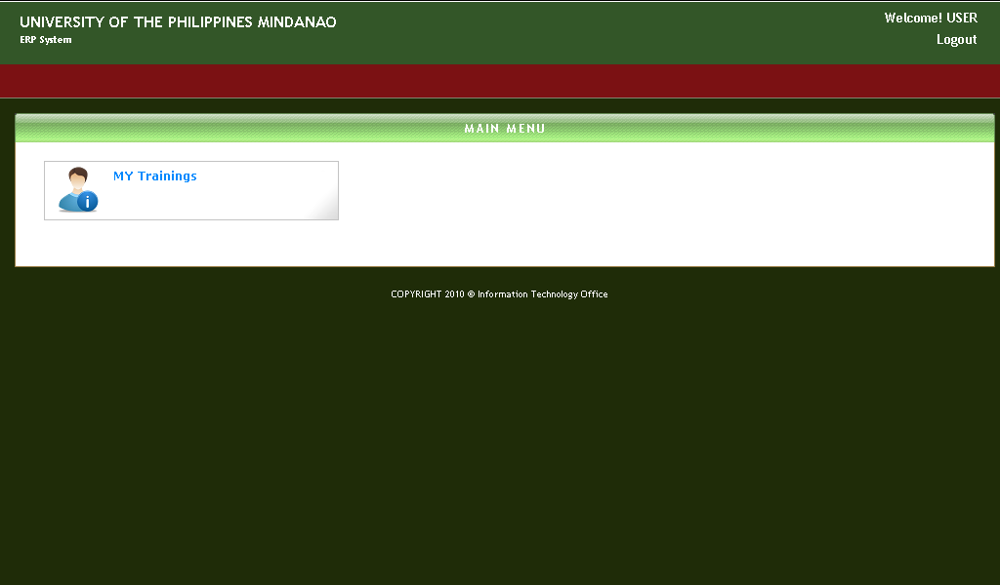 UNIVERSITY OF THE PHILIPPINES MINDANAO
ERP System
Welcome! USER
Logout
MAIN MENU
MY Trainings
i
COPYRIGHT 2010 © Information Technology Office